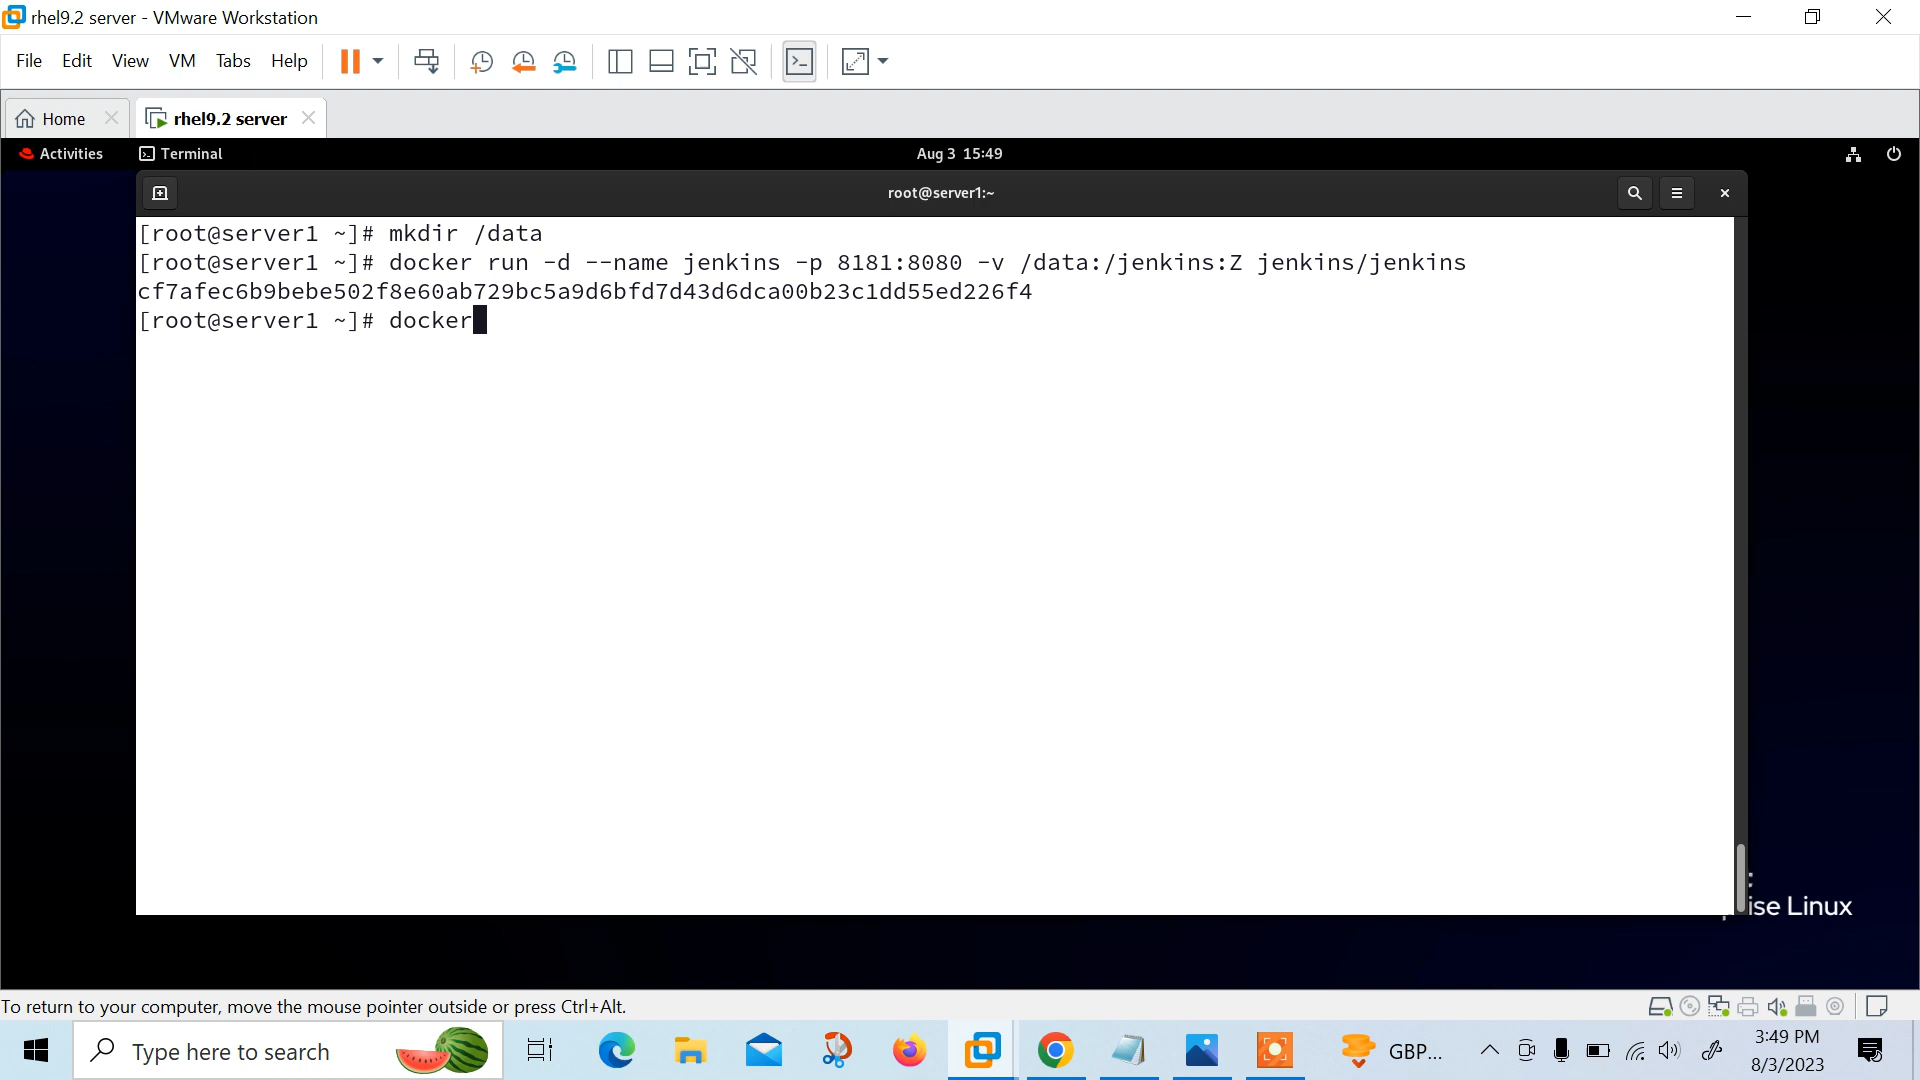 rhel9.2 server - VMware Workstation
File Edit View VM Tabs Help
Home rhel9.2 server
Activities Terminal Aug 3 15:49
root@server1:~
[root@server1 ~]# mkdir /data
[root@server1 ~]# docker run -d --name jenkins -p 8181:8080 -v /data:/jenkins:Z jenkins/jenkins
cf7afec6b9bebe502f8e60ab729bc5a9d6bfd7d43d6dca00b23c1dd55ed226f4
[root@server1 ~]# docker
ise Linux
To return to your computer, move the mouse pointer outside or press Ctrl+Alt.
Type here to search GBP... 3:49 PM
8/3/2023